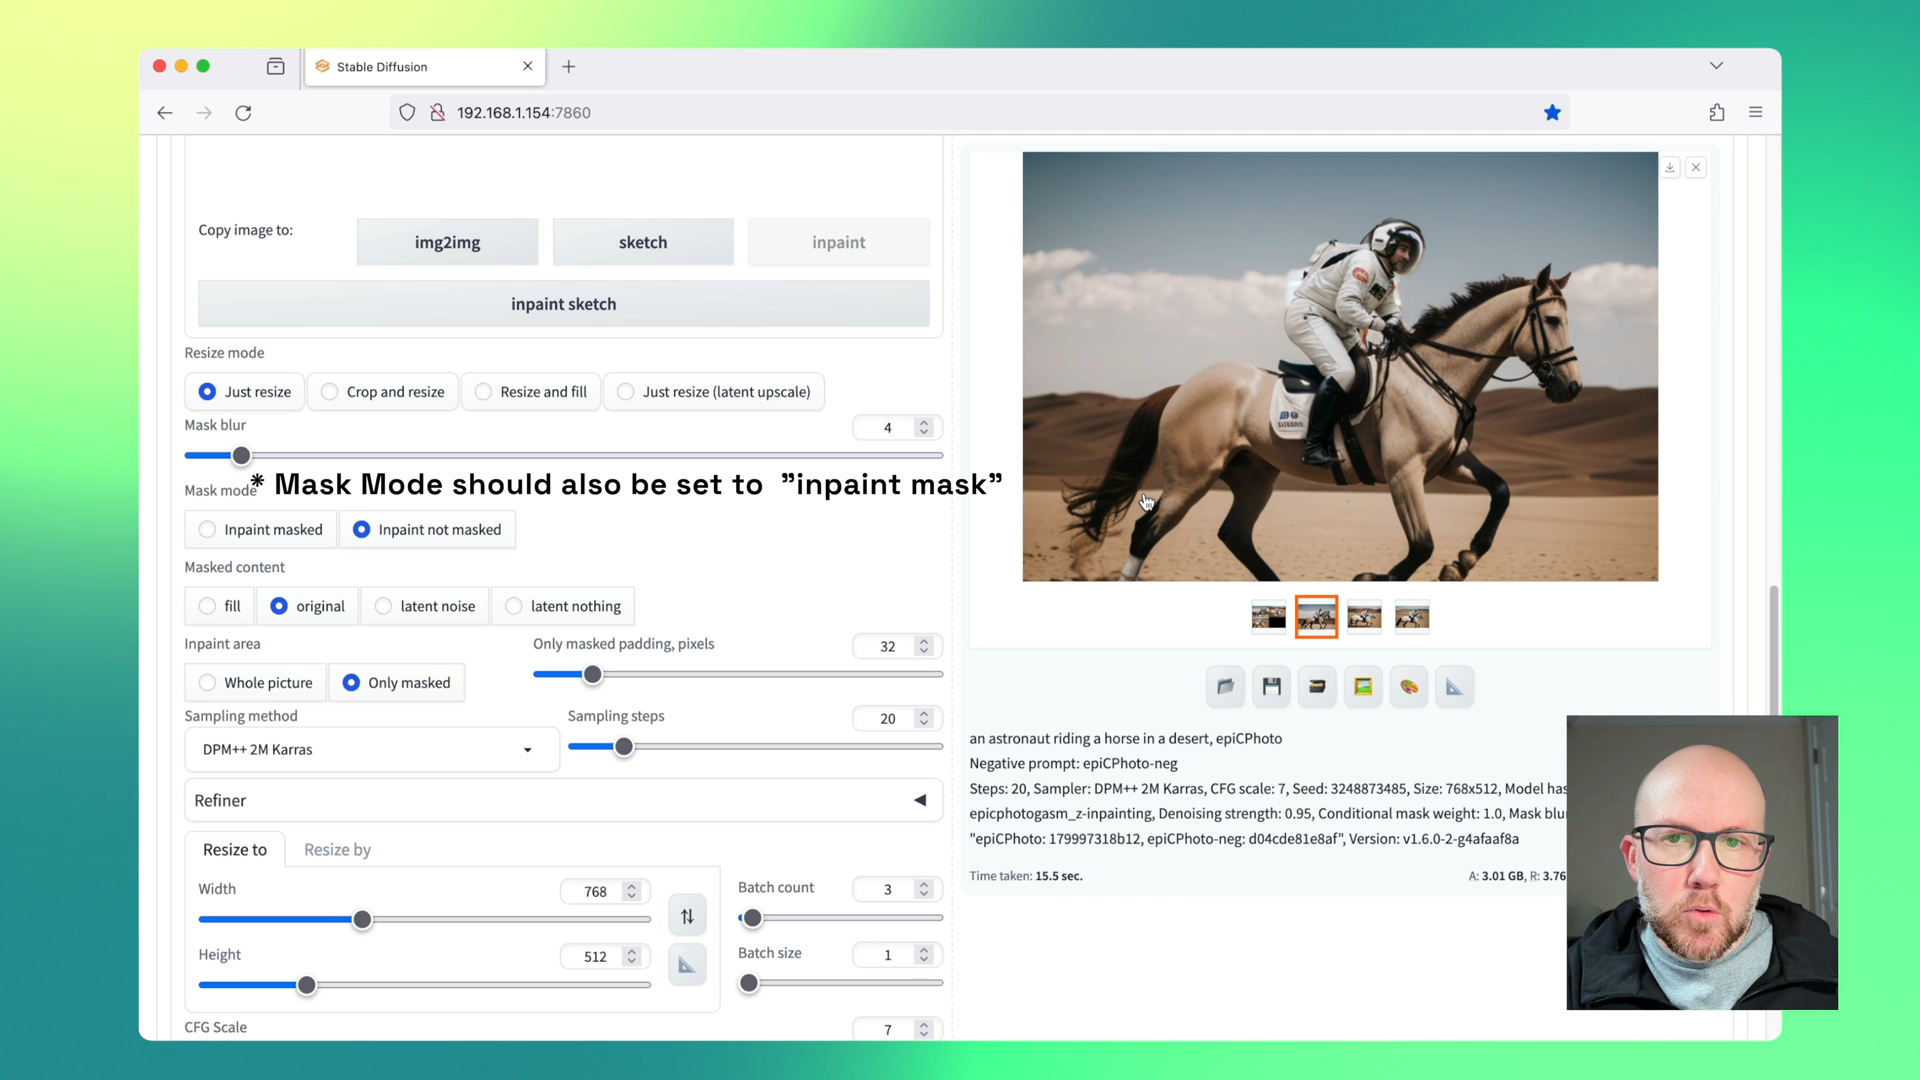 Stable Diffusion
192.168.1.154:7860
Copy image to:
img2img
sketch
inpaint
inpaint sketch
Resize mode
Just resize
Crop and resize
Resize and fill
Just resize (latent upscale)
Mask blur
4
Mask mode
* Mask Mode should also be set to ”inpaint mask”
Inpaint masked
Inpaint not masked
Masked content
fill
original
latent noise
latent nothing
Inpaint area
Only masked padding, pixels
32
Whole picture
Only masked
Sampling method
Sampling steps
20
DPM++ 2M Karras
Refiner
Resize to
Resize by
Width
768
Height
512
Batch count
3
Batch size
1
CFG Scale
7
an astronaut riding a horse in a desert, epiCPhoto
Negative prompt: epiCPhoto-neg
Steps: 20, Sampler: DPM++ 2M Karras, CFG scale: 7, Seed: 3248873485, Size: 768x512, Model has
epicphotogasm_z-inpainting, Denoising strength: 0.95, Conditional mask weight: 1.0, Mask blu
"epiCPhoto: 179997318b12, epiCPhoto-neg: d04cde81e8af", Version: v1.6.0-2-g4afaaf8a
Time taken: 15.5 sec.
A: 3.01 GB, R: 3.76